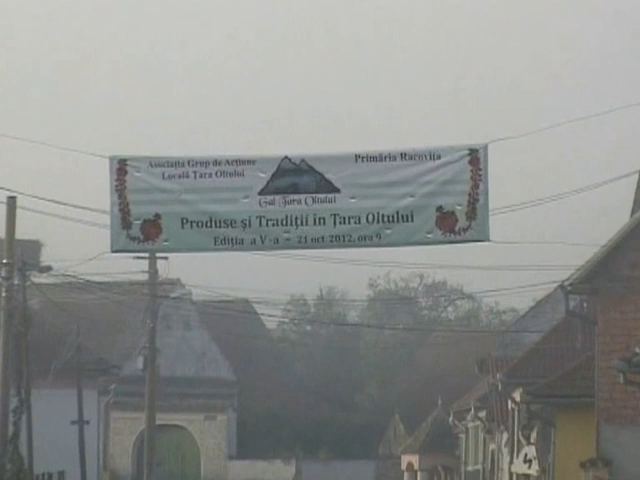 Asociația Grup de Acțiune
Locală Țara Oltului
Primăria Racovița
Gal Țara Oltului
Produse și Tradiții în Țara Oltului
Ediția a V-a - 21 oct 2012, ora 9